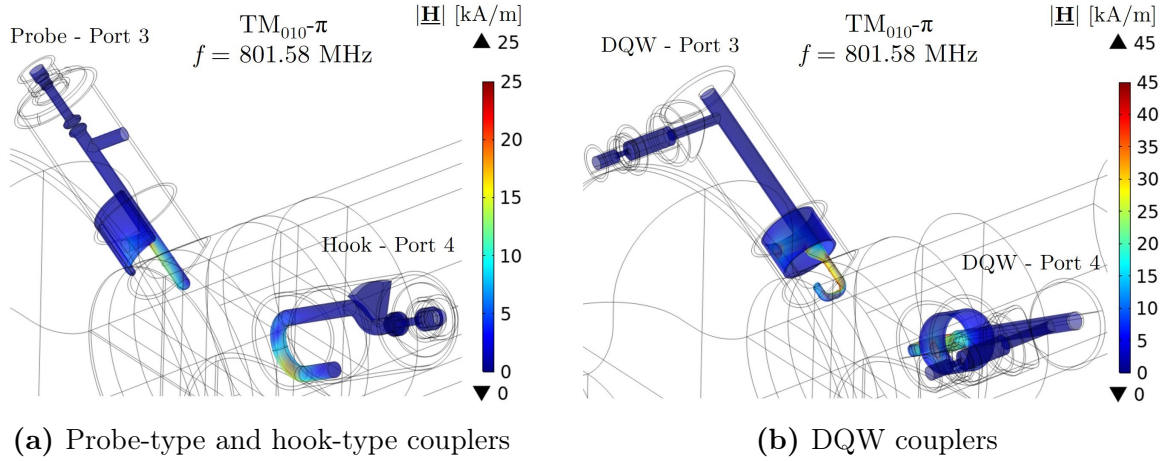 TM₀₁₀-π
f = 801.58 MHz
|H| [kA/m]
Probe - Port 3
Hook - Port 4
▲ 25
25
20
15
10
5
0
▼ 0
(a) Probe-type and hook-type couplers
TM₀₁₀-π
f = 801.58 MHz
|H| [kA/m]
DQW - Port 3
DQW - Port 4
▲ 45
45
40
35
30
25
20
15
10
5
0
▼ 0
(b) DQW couplers